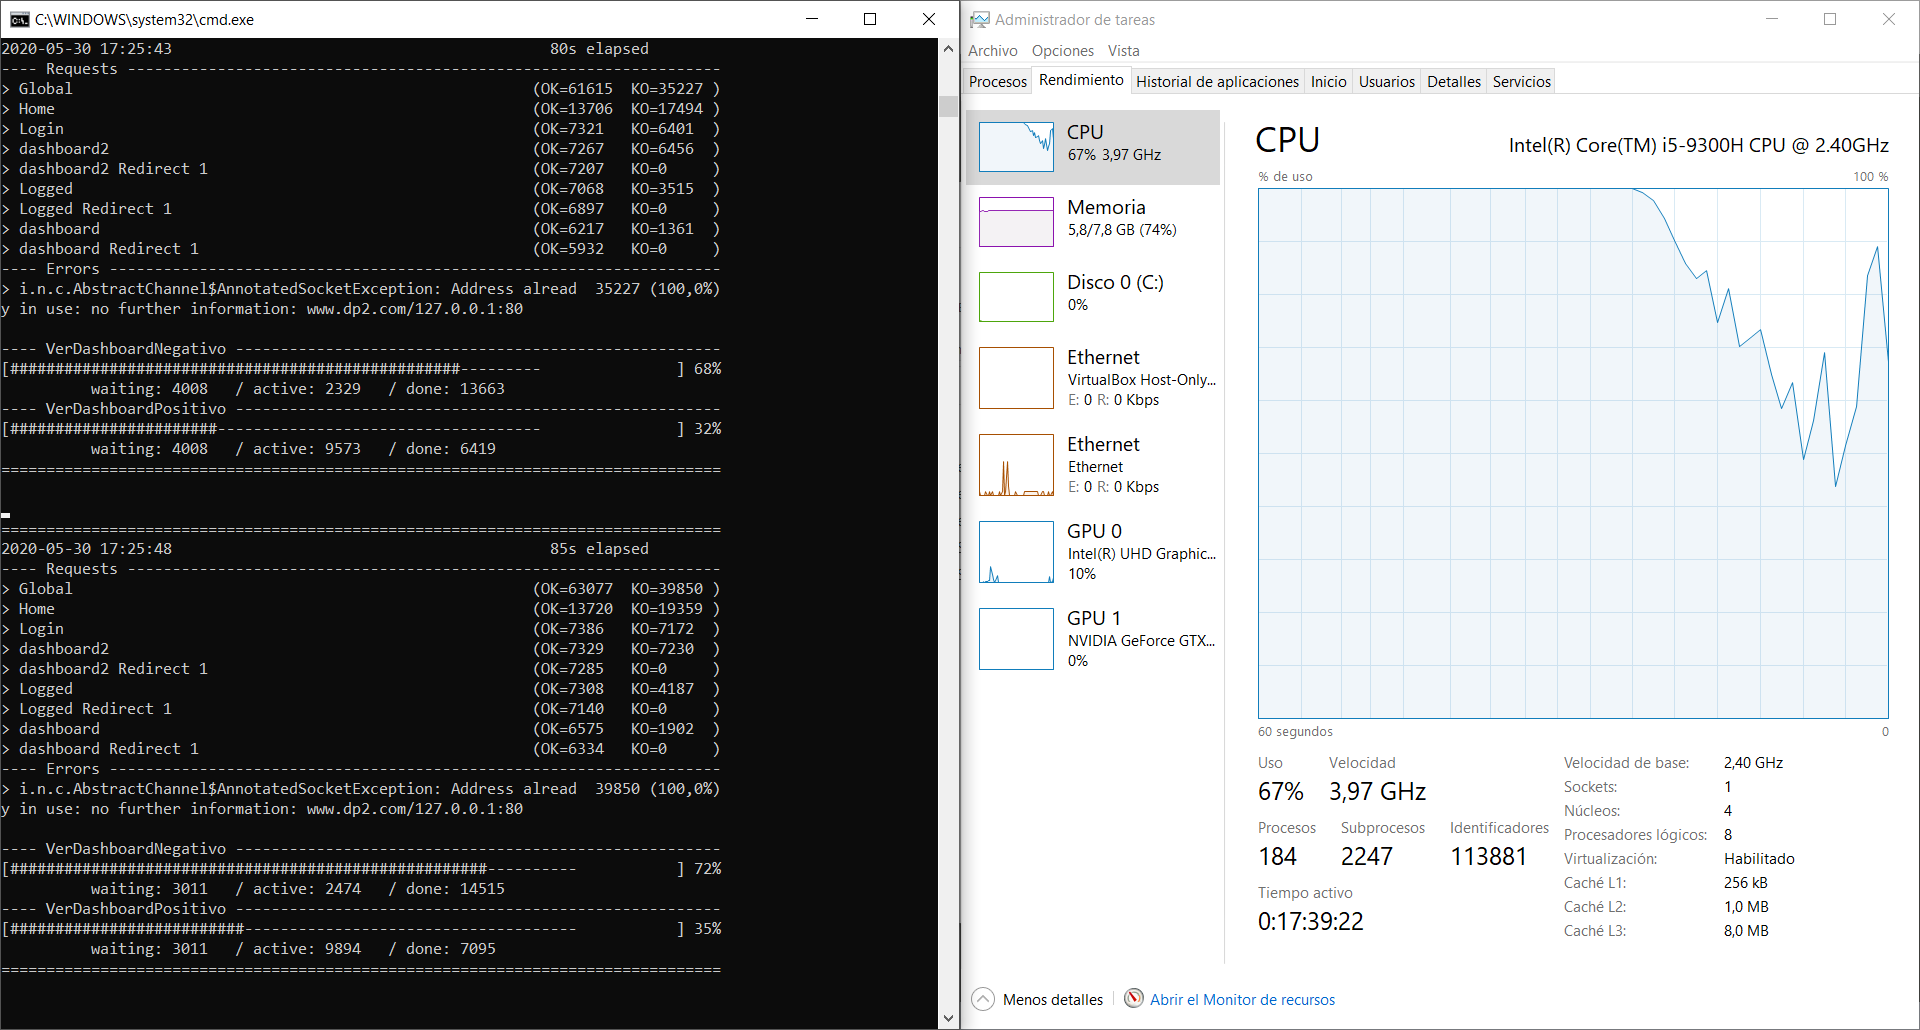 C:\WINDOWS\system32\cmd.exe
2020-05-30 17:25:43                                          80s elapsed
---- Requests ------------------------------------------------------------------
> Global                                                   (OK=61615  KO=35227 )
> Home                                                     (OK=13706  KO=17494 )
> Login                                                    (OK=7321   KO=6401  )
> dashboard2                                               (OK=7267   KO=6456  )
> dashboard2 Redirect 1                                    (OK=7207   KO=0     )
> Logged                                                   (OK=7068   KO=3515  )
> Logged Redirect 1                                        (OK=6897   KO=0     )
> dashboard                                                (OK=6217   KO=1361  )
> dashboard Redirect 1                                     (OK=5932   KO=0     )
---- Errors --------------------------------------------------------------------
> i.n.c.AbstractChannel$AnnotatedSocketException: Address alread  35227 (100,0%)
y in use: no further information: www.dp2.com/127.0.0.1:80
---- VerDashboardNegativo ------------------------------------------------------
[##################################################---------               ] 68%
          waiting: 4008   / active: 2329   / done: 13663
---- VerDashboardPositivo ------------------------------------------------------
[#######################------------------------------------               ] 32%
          waiting: 4008   / active: 9573   / done: 6419
================================================================================
================================================================================
2020-05-30 17:25:48                                          85s elapsed
---- Requests ------------------------------------------------------------------
> Global                                                   (OK=63077  KO=39850 )
> Home                                                     (OK=13720  KO=19359 )
> Login                                                    (OK=7386   KO=7172  )
> dashboard2                                               (OK=7329   KO=7230  )
> dashboard2 Redirect 1                                    (OK=7285   KO=0     )
> Logged                                                   (OK=7308   KO=4187  )
> Logged Redirect 1                                        (OK=7140   KO=0     )
> dashboard                                                (OK=6575   KO=1902  )
> dashboard Redirect 1                                     (OK=6334   KO=0     )
---- Errors --------------------------------------------------------------------
> i.n.c.AbstractChannel$AnnotatedSocketException: Address alread  39850 (100,0%)
y in use: no further information: www.dp2.com/127.0.0.1:80
---- VerDashboardNegativo ------------------------------------------------------
[#####################################################----------           ] 72%
          waiting: 3011   / active: 2474   / done: 14515
---- VerDashboardPositivo ------------------------------------------------------
[##########################-------------------------------------           ] 35%
          waiting: 3011   / active: 9894   / done: 7095
================================================================================
Administrador de tareas
Archivo Opciones Vista
Procesos Rendimiento Historial de aplicaciones Inicio Usuarios Detalles Servicios
CPU
67% 3,97 GHz
Memoria
5,8/7,8 GB (74%)
Disco 0 (C:)
0%
Ethernet
VirtualBox Host-Only...
E: 0 R: 0 Kbps
Ethernet
Ethernet
E: 0 R: 0 Kbps
GPU 0
Intel(R) UHD Graphic...
10%
GPU 1
NVIDIA GeForce GTX...
0%
CPU Intel(R) Core(TM) i5-9300H CPU @ 2.40GHz
% de uso 100 %
60 segundos 0
Uso Velocidad
67% 3,97 GHz
Procesos Subprocesos Identificadores
184 2247 113881
Tiempo activo
0:17:39:22
Velocidad de base: 2,40 GHz
Sockets: 1
Núcleos: 4
Procesadores lógicos: 8
Virtualización: Habilitado
Caché L1: 256 kB
Caché L2: 1,0 MB
Caché L3: 8,0 MB
Menos detalles Abrir el Monitor de recursos